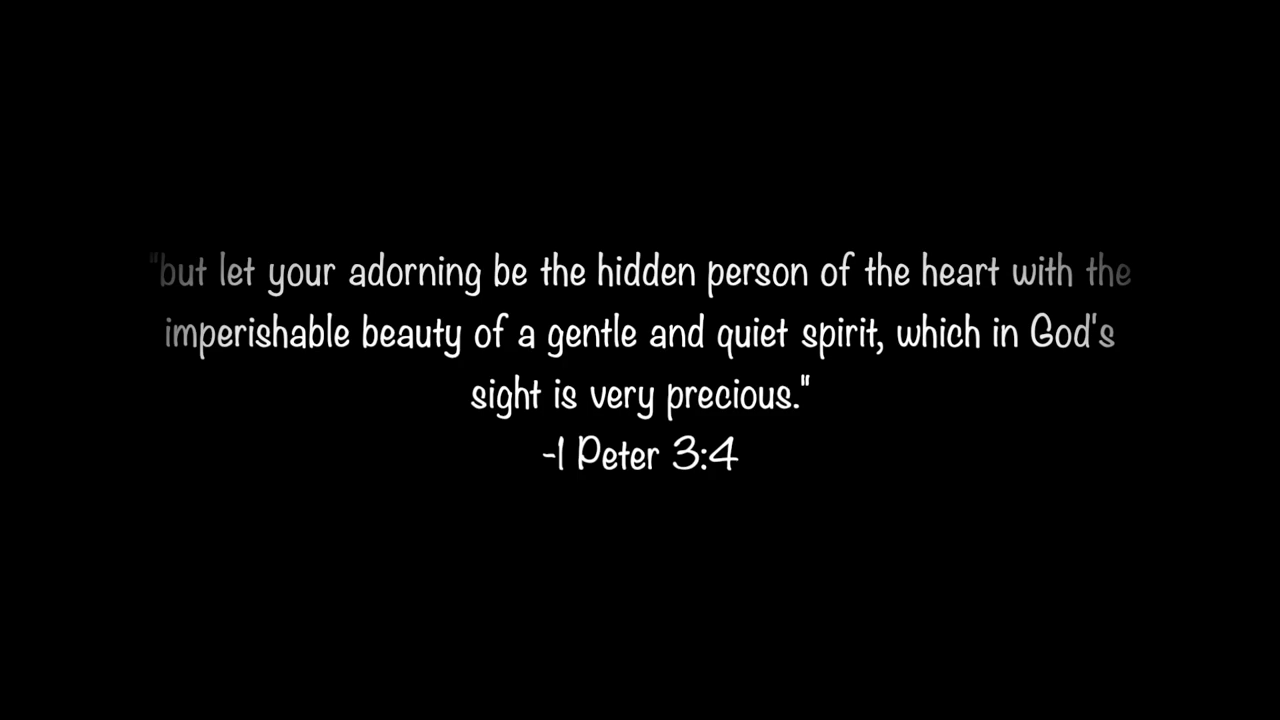 "but let your adorning be the hidden person of the heart with the
imperishable beauty of a gentle and quiet spirit, which in God's
sight is very precious."
-1 Peter 3:4